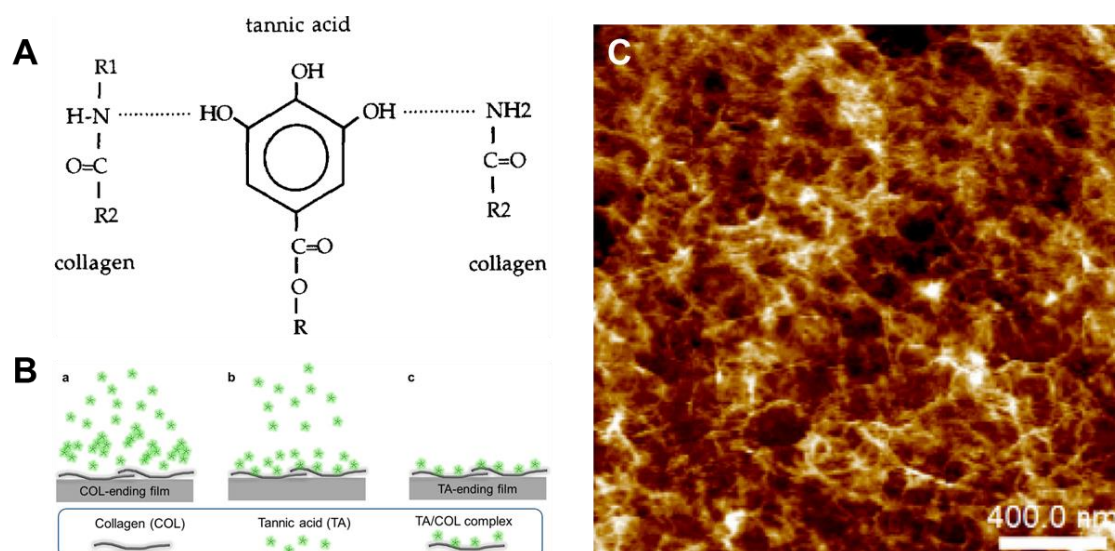 A
tannic acid
R1
H-N
O=C
R2
collagen
OH
HO
OH
C=O
O
R
NH2
C=O
R2
collagen
B
a
b
c
COL-ending film
TA-ending film
Collagen (COL)
Tannic acid (TA)
TA/COL complex
C
400.0 nm